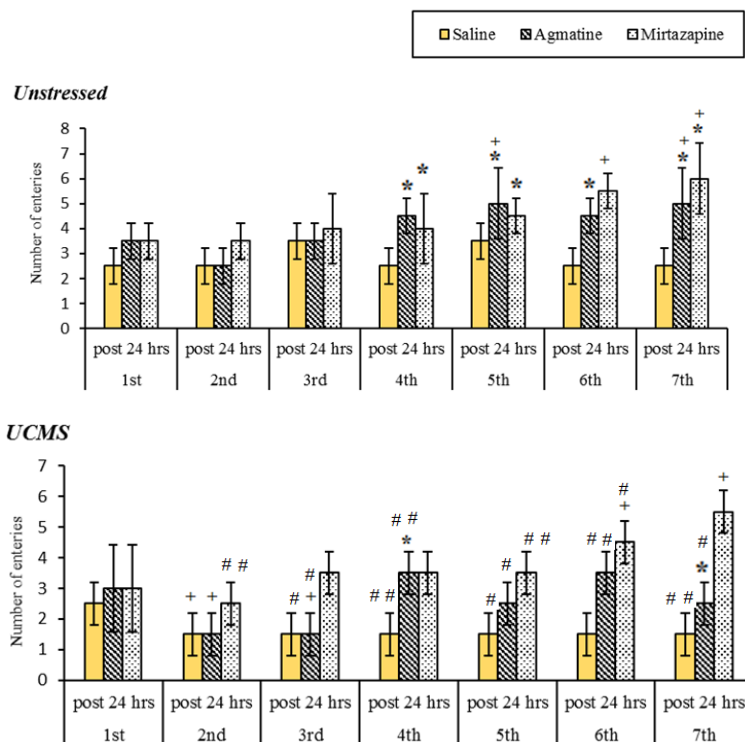 Saline Agmatine Mirtazapine
Unstressed
Number of enteries
8
7
6
5
4
3
2
1
0
+
+ + *
* * * * * + *
post 24 hrs post 24 hrs post 24 hrs post 24 hrs post 24 hrs post 24 hrs post 24 hrs
1st 2nd 3rd 4th 5th 6th 7th
UCMS
Number of enteries
7
6
5
4
3
2
1
0
# +
# # # # + #
# # # * # # # # *
+ + # + # # # # #
post 24 hrs post 24 hrs post 24 hrs post 24 hrs post 24 hrs post 24 hrs post 24 hrs
1st 2nd 3rd 4th 5th 6th 7th